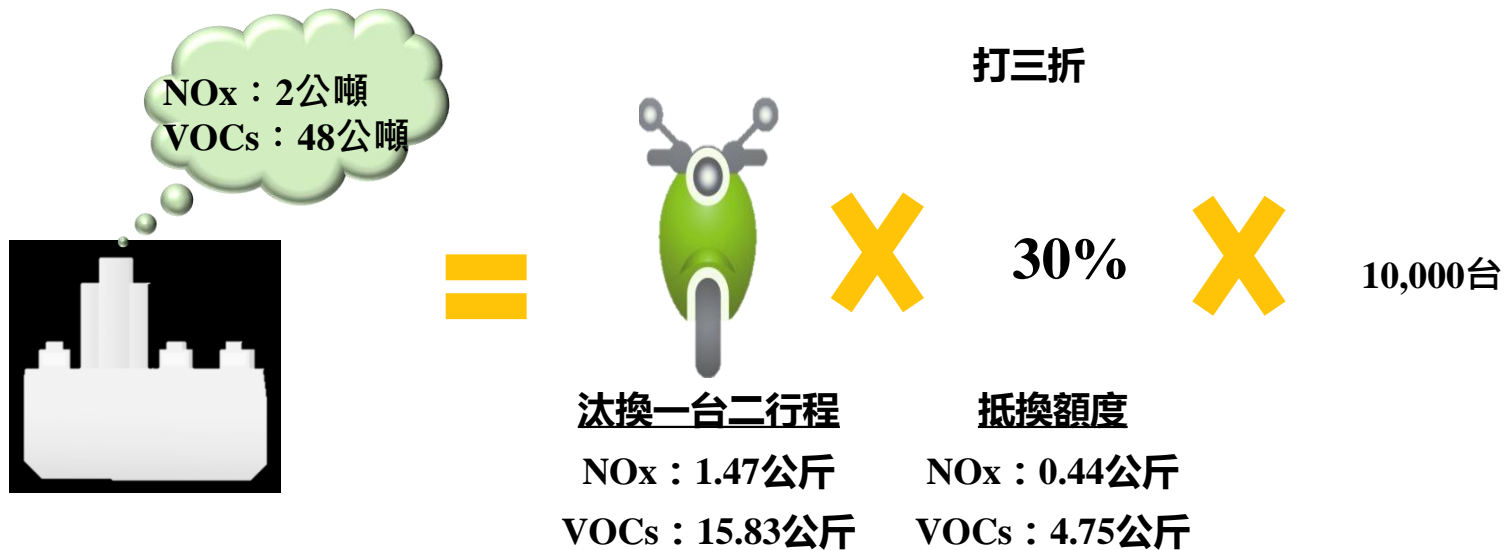 NOx：2公噸
VOCs：48公噸
打三折
30%
10,000台
汰換一台二行程
NOx：1.47公斤
VOCs：15.83公斤
抵換額度
NOx：0.44公斤
VOCs：4.75公斤